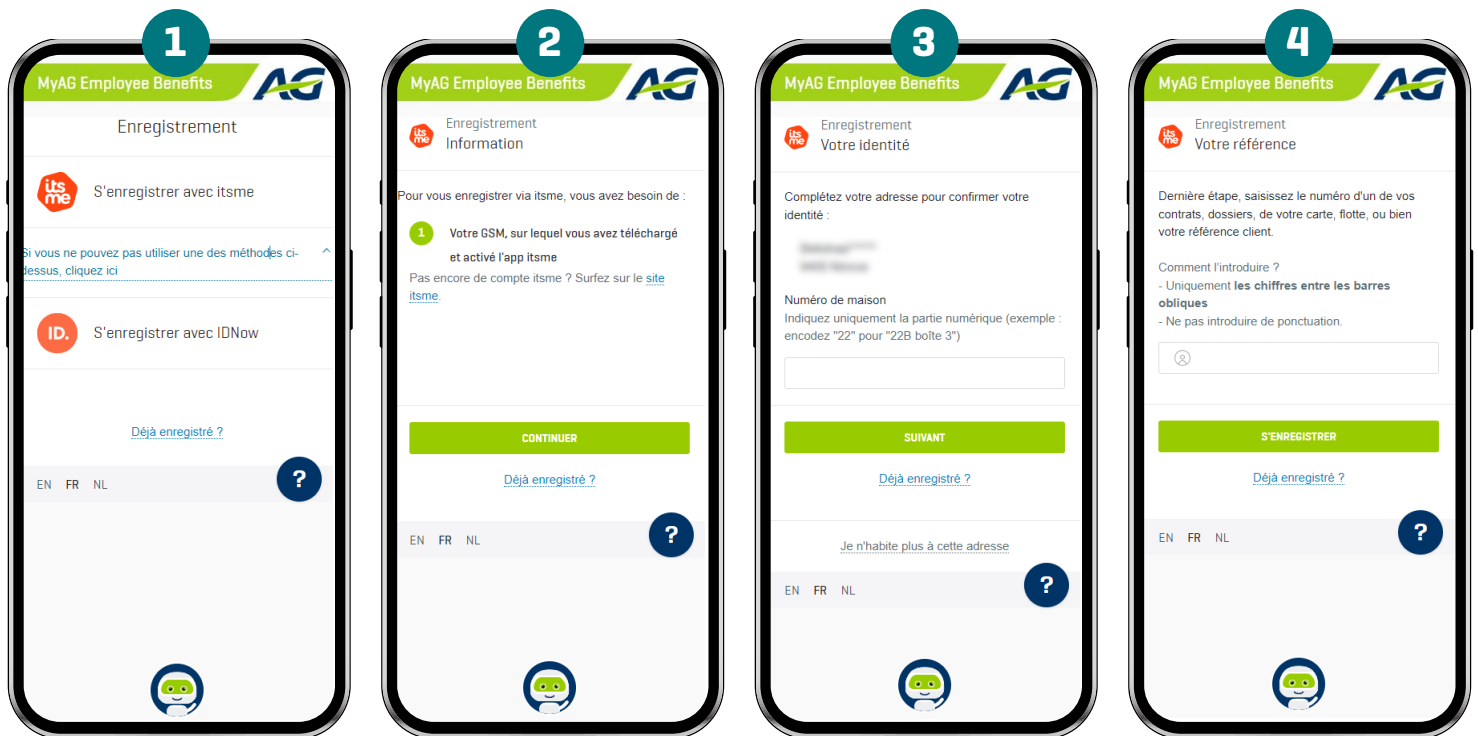 1
MyAG Employee Benefits
AG
Enregistrement
its
me
S'enregistrer avec itsme
Si vous ne pouvez pas utiliser une des méthodes ci-
dessus, cliquez ici
ID.
S'enregistrer avec IDNow
Déjà enregistré ?
EN FR NL
?
2
MyAG Employee Benefits
AG
its
me
Enregistrement
Information
Pour vous enregistrer via itsme, vous avez besoin de :
1
Votre GSM, sur lequel vous avez téléchargé
et activé l'app itsme
Pas encore de compte itsme ? Surfez sur le site
itsme.
CONTINUER
Déjà enregistré ?
EN FR NL
?
3
MyAG Employee Benefits
AG
its
me
Enregistrement
Votre identité
Complétez votre adresse pour confirmer votre
identité :
Numéro de maison
Indiquez uniquement la partie numérique (exemple :
encodez "22" pour "22B boîte 3")
SUIVANT
Déjà enregistré ?
Je n'habite plus à cette adresse
EN FR NL
?
4
MyAG Employee Benefits
AG
its
me
Enregistrement
Votre référence
Dernière étape, saisissez le numéro d'un de vos
contrats, dossiers, de votre carte, flotte, ou bien
votre référence client.
Comment l'introduire ?
- Uniquement les chiffres entre les barres
obliques
- Ne pas introduire de ponctuation.
S'ENREGISTRER
Déjà enregistré ?
EN FR NL
?